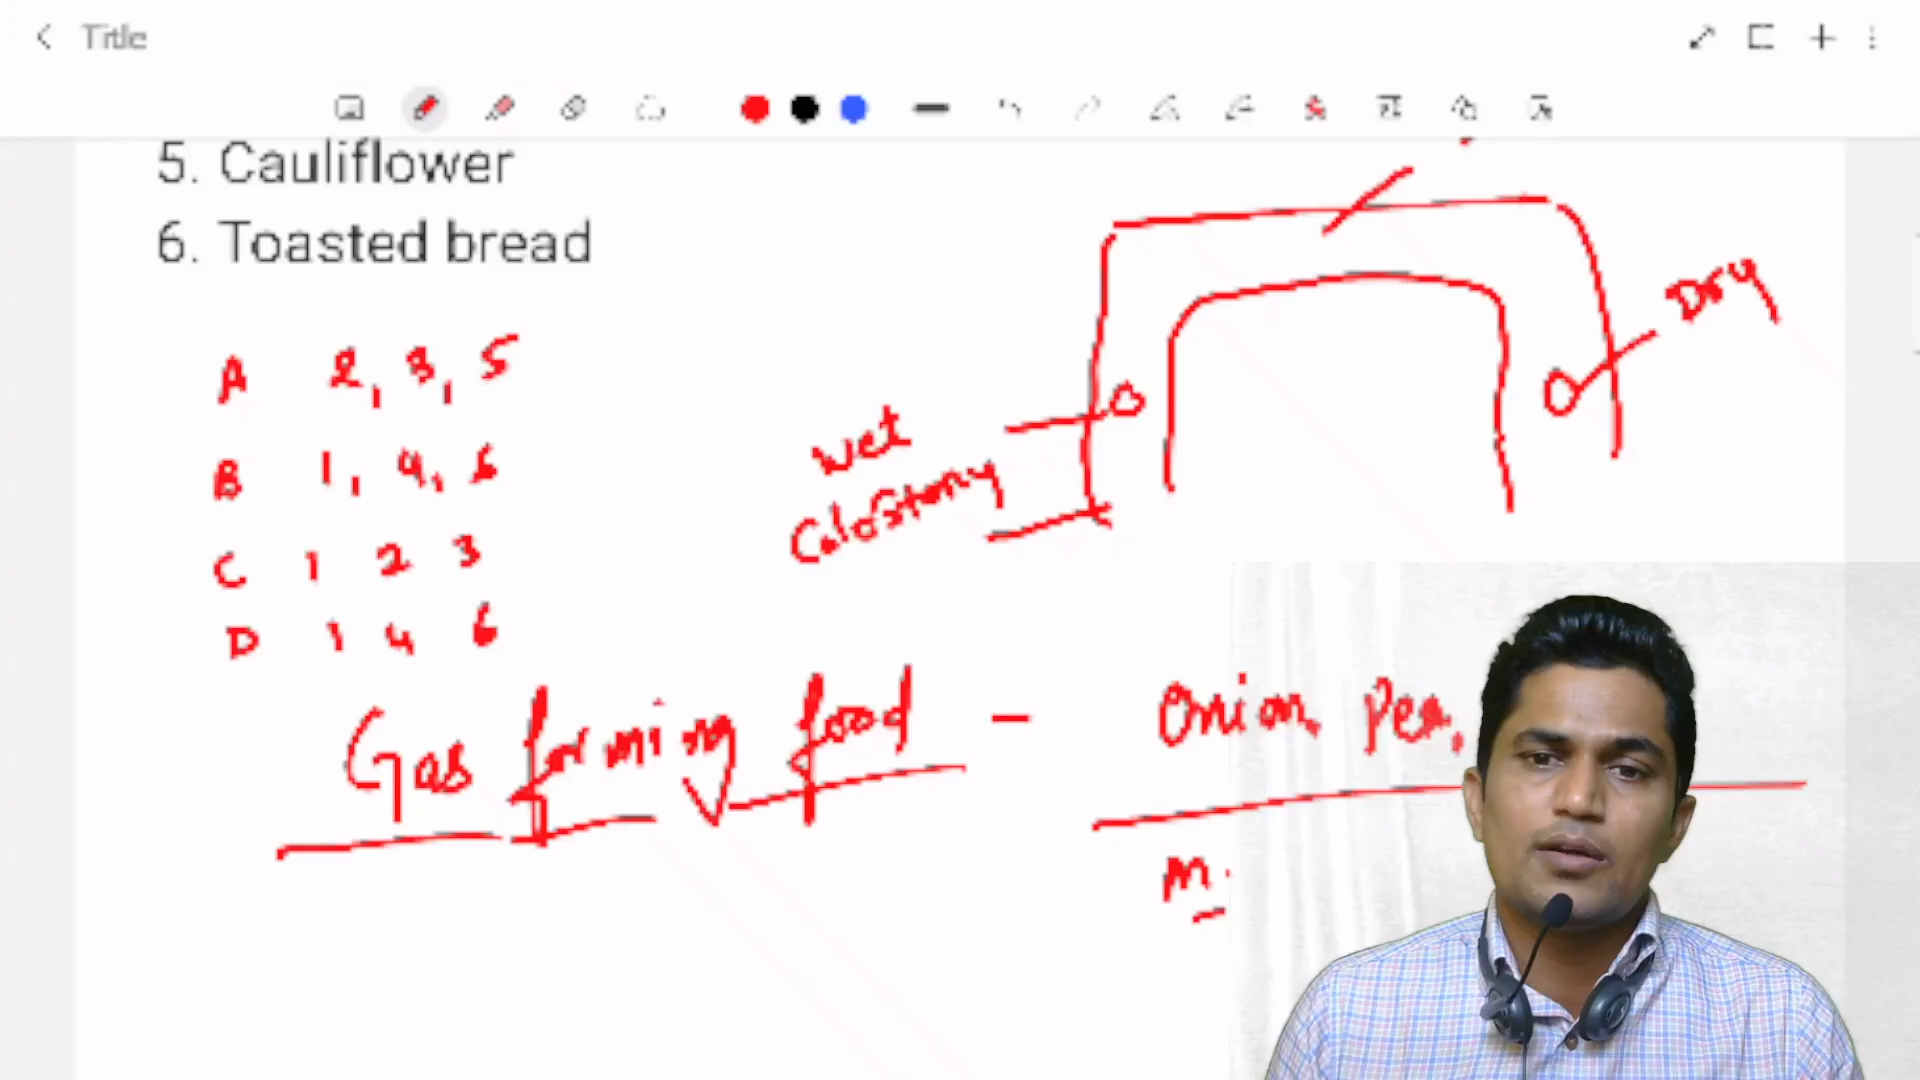 Title
5. Cauliflower
6. Toasted bread
A 2, 3, 5
B 1, 4, 6
C 1 2 3
D 1 4 6
Dry
wet
Colostomy
Gas forming food - Onion, Pea,
M.